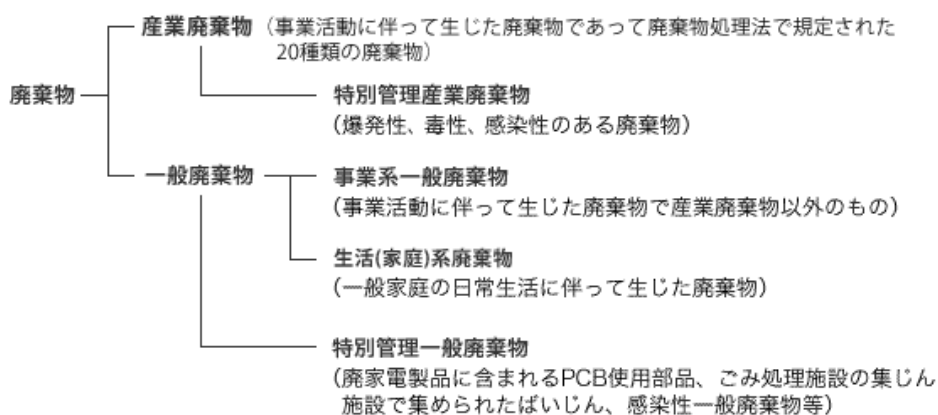 産業廃棄物（事業活動に伴って生じた廃棄物であって廃棄物処理法で規定された
20種類の廃棄物）
廃棄物
特別管理産業廃棄物
（爆発性、毒性、感染性のある廃棄物）
一般廃棄物
事業系一般廃棄物
（事業活動に伴って生じた廃棄物で産業廃棄物以外のもの）
生活(家庭)系廃棄物
（一般家庭の日常生活に伴って生じた廃棄物）
特別管理一般廃棄物
（廃家電製品に含まれるPCB使用部品、ごみ処理施設の集じん
施設で集められたばいじん、感染性一般廃棄物等）